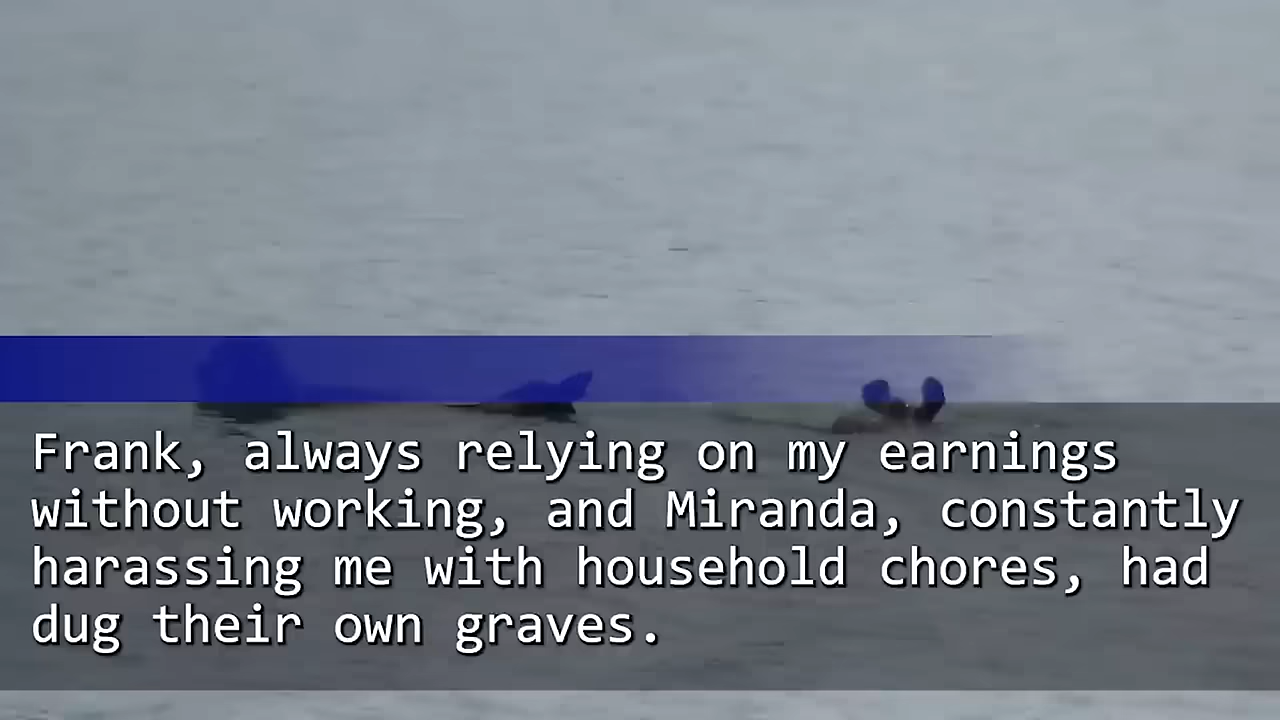 Frank, always relying on my earnings
without working, and Miranda, constantly
harassing me with household chores, had
dug their own graves.